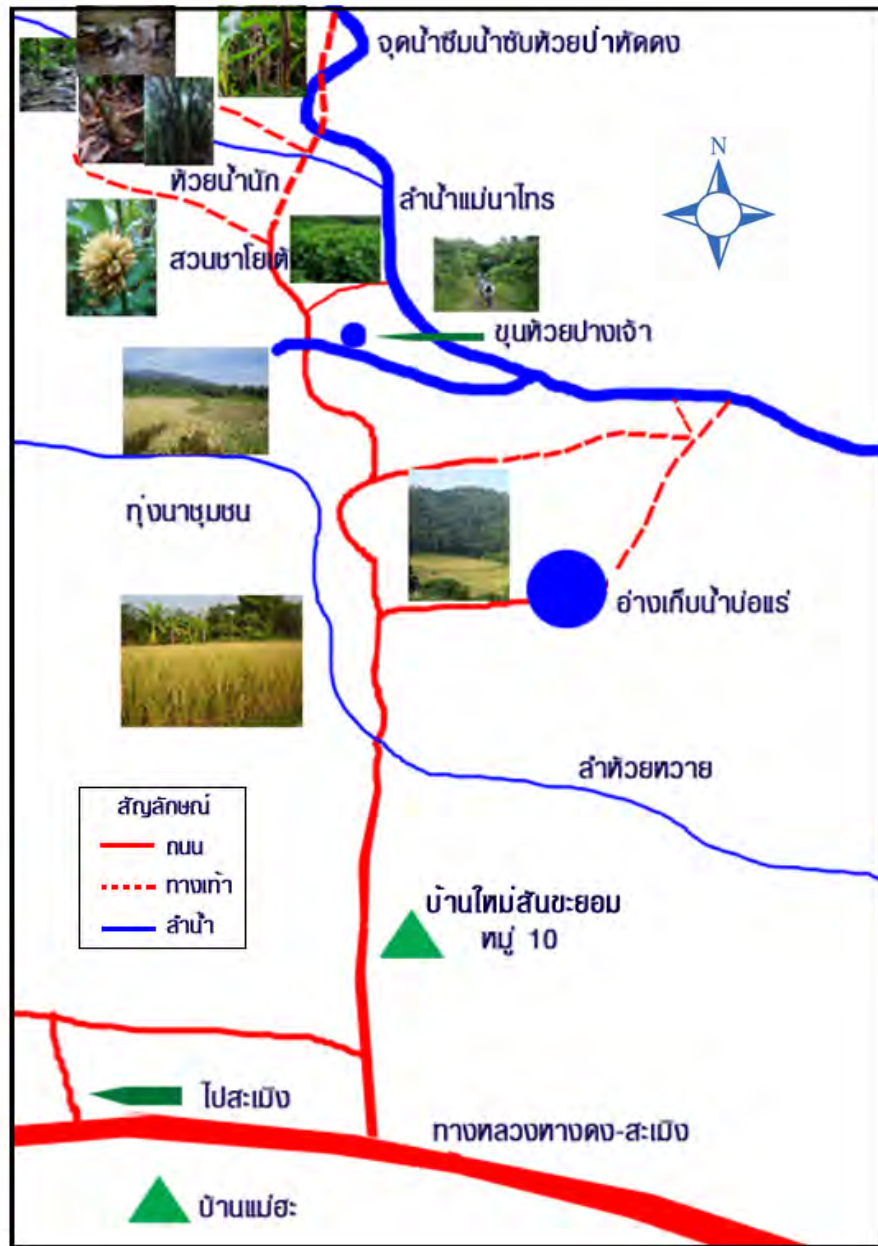 จุดน้ำซึมน้ำซับห้วยป่าหัดดง
N
ห้วยน้ำนัก
ลำน้ำแม่นาไทร
สวนชาโยเต้
ขุนห้วยปางเจ้า
ทุ่งนาชุมชน
อ่างเก็บน้ำบ่อแร่
ลำห้วยหวาย
สัญลักษณ์
ถนน
ทางเท้า
ลำน้ำ
บ้านใหม่สันขะยอม
หมู่ 10
ไปสะเมิง
ทางหลวงหางดง-สะเมิง
บ้านแม่ฮะ